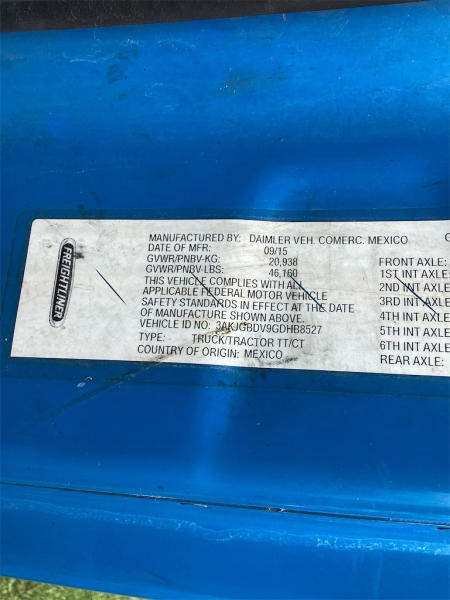 FREIGHTLINER
MANUFACTURED BY: DAIMLER VEH. COMERC. MEXICO
DATE OF MFR: 09/15
GVWR/PNBV-KG: 20,938
GVWR/PNBV-LBS: 46,160
THIS VEHICLE COMPLIES WITH ALL
APPLICABLE FEDERAL MOTOR VEHICLE
SAFETY STANDARDS IN EFFECT AT THE DATE
OF MANUFACTURE SHOWN ABOVE.
VEHICLE ID NO: 3AKJGBDV9GDHB8527
TYPE: TRUCK/TRACTOR TT/CT
COUNTRY OF ORIGIN: MEXICO
G
FRONT AXLE:
1ST INT AXLE:
2ND INT AXLE:
3RD INT AXLE:
4TH INT AXLE:
5TH INT AXLE:
6TH INT AXLE:
REAR AXLE: